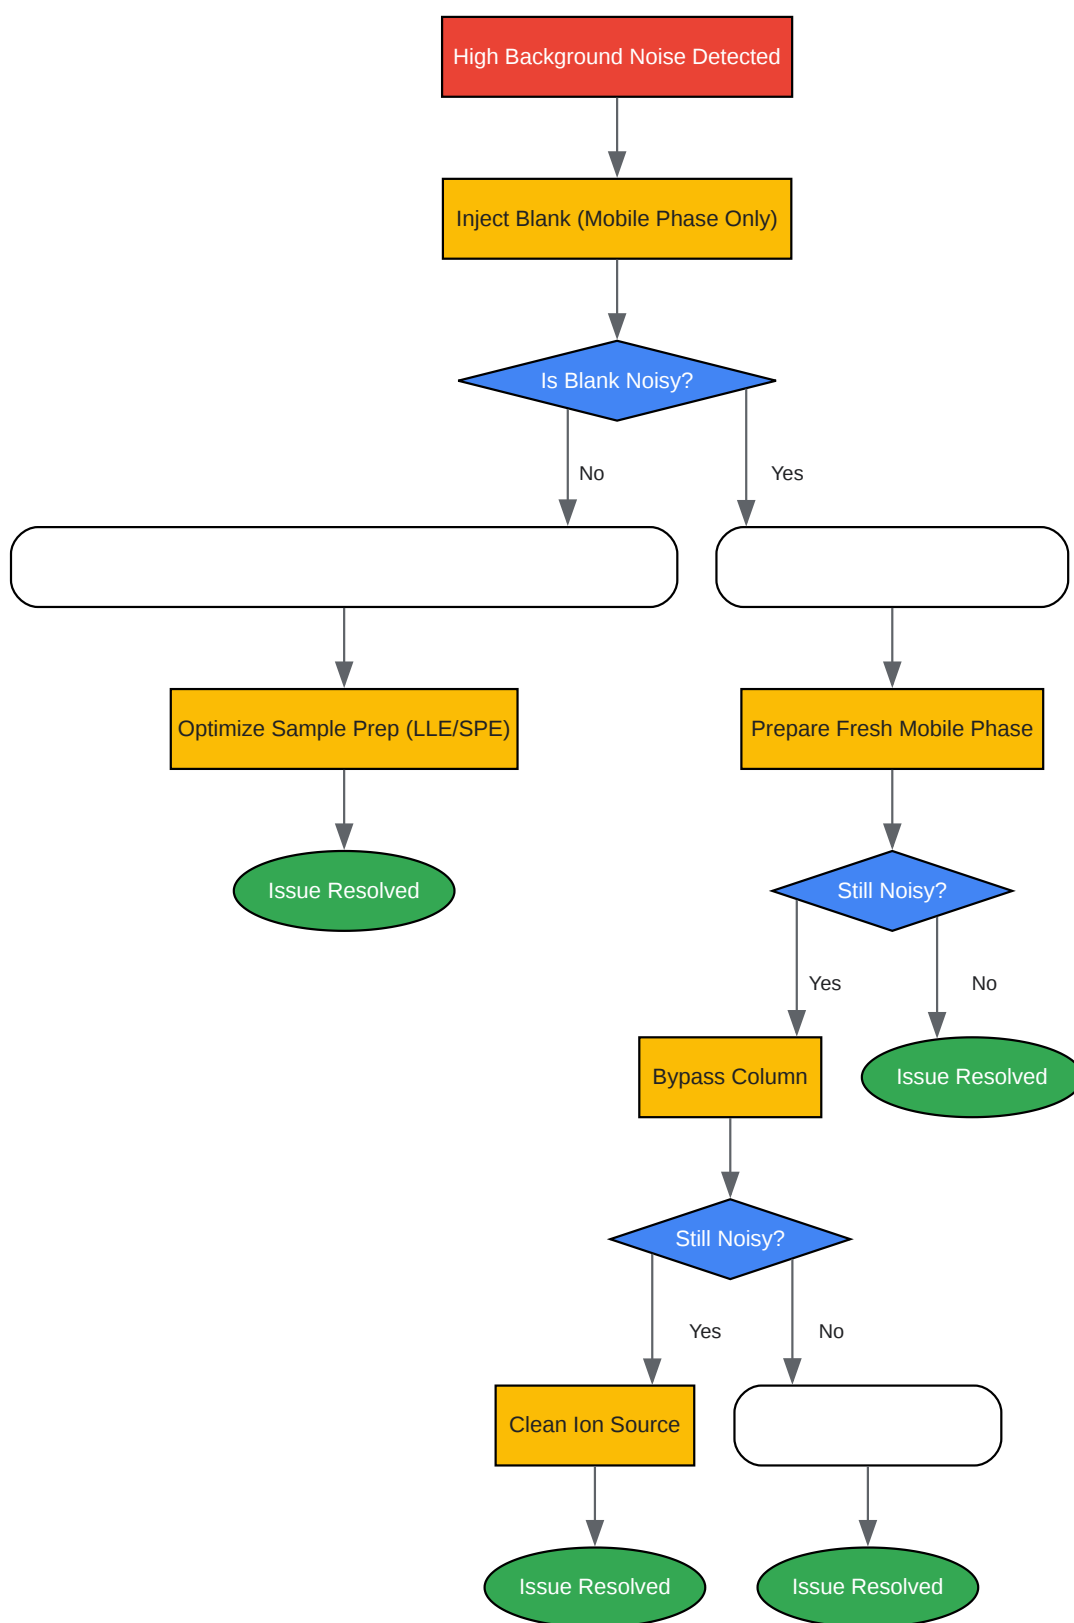 High Background Noise Detected
Inject Blank (Mobile Phase Only)
Is Blank Noisy?
No
Yes
Optimize Sample Prep (LLE/SPE)
Prepare Fresh Mobile Phase
Issue Resolved
Still Noisy?
Yes
No
Bypass Column
Issue Resolved
Still Noisy?
Yes
No
Clean Ion Source
Issue Resolved
Issue Resolved